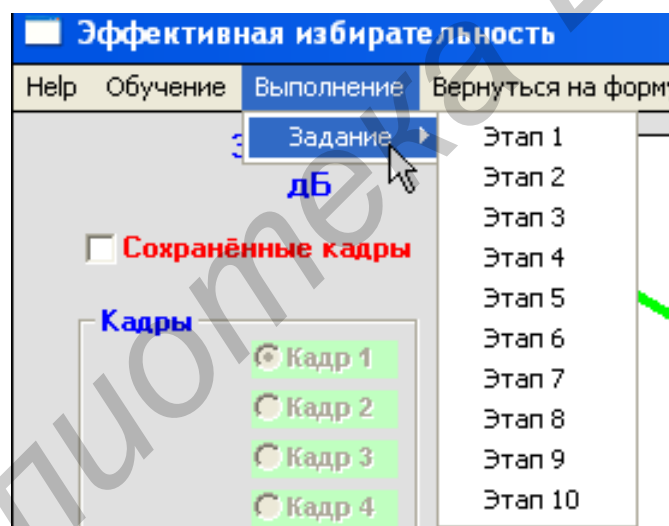 Эффективная избирательность
Help Обучение Выполнение Вернуться на форм
Задание
дБ
Сохранённые кадры
Кадры
Кадр 1
Кадр 2
Кадр 3
Кадр 4
Этап 1
Этап 2
Этап 3
Этап 4
Этап 5
Этап 6
Этап 7
Этап 8
Этап 9
Этап 10